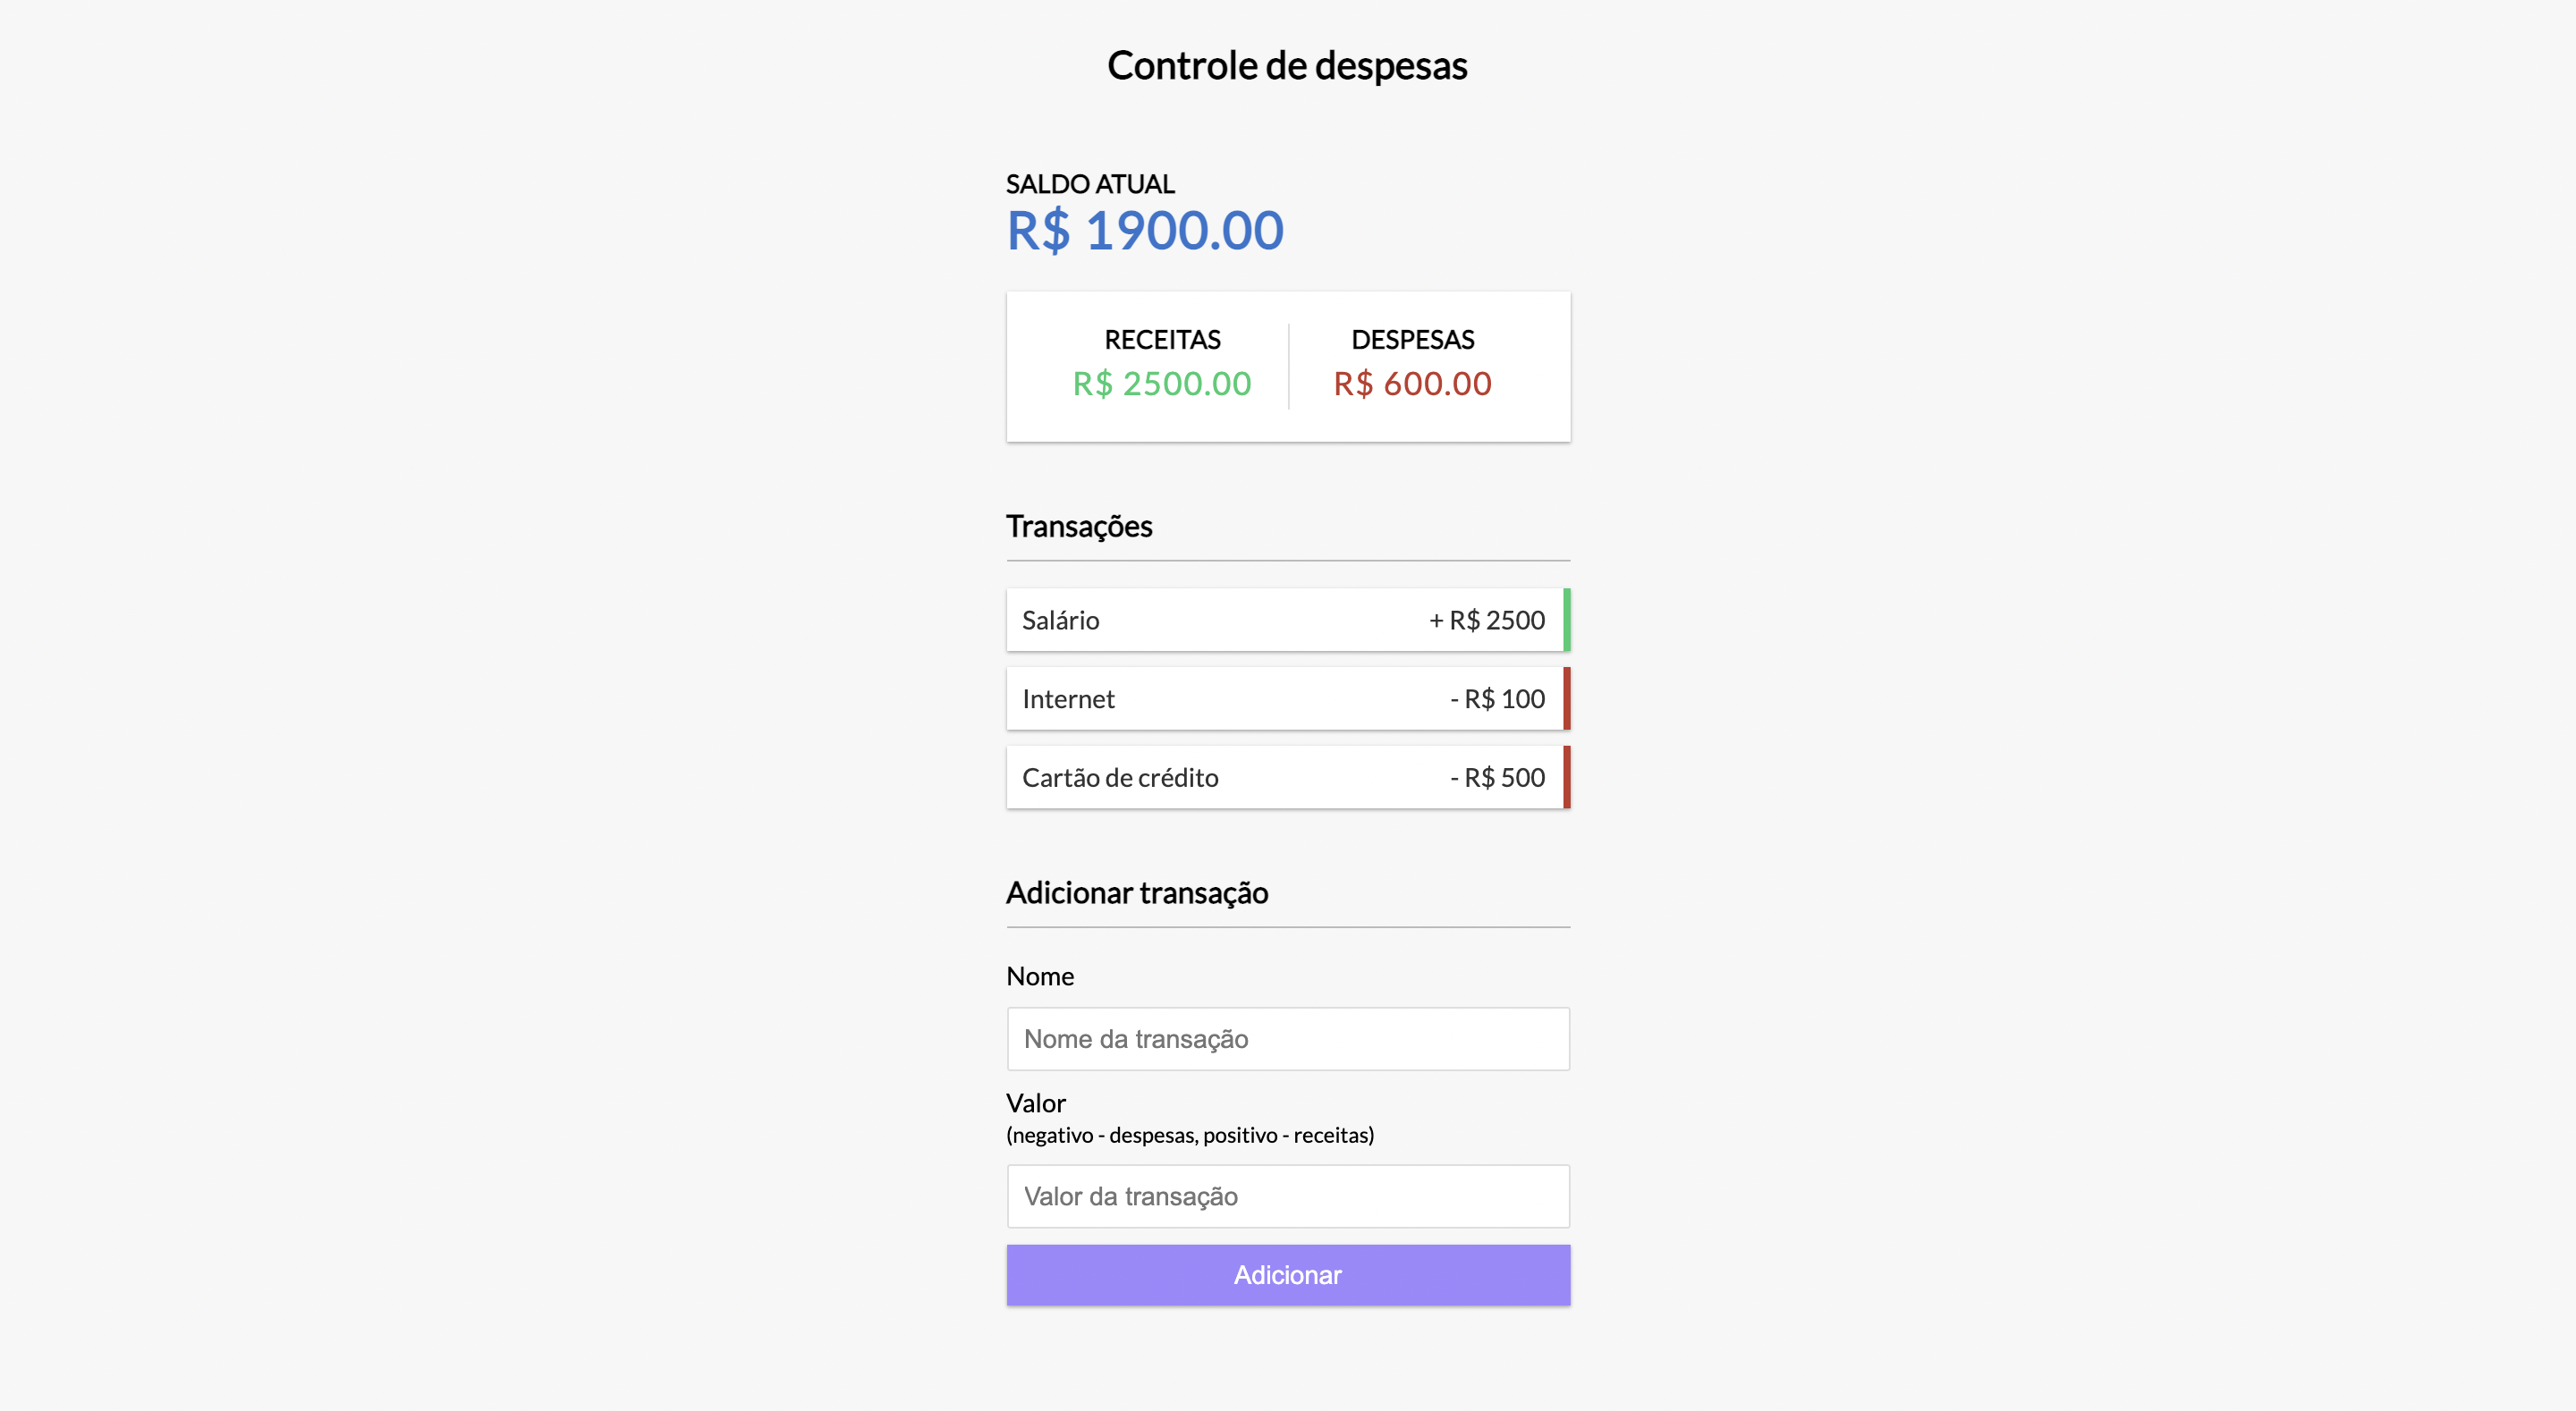 Controle de despesas
SALDO ATUAL
R$ 1900.00
RECEITAS
R$ 2500.00
DESPESAS
R$ 600.00
Transações
Salário + R$ 2500
Internet - R$ 100
Cartão de crédito - R$ 500
Adicionar transação
Nome
Nome da transação
Valor
(negativo - despesas, positivo - receitas)
Valor da transação
Adicionar